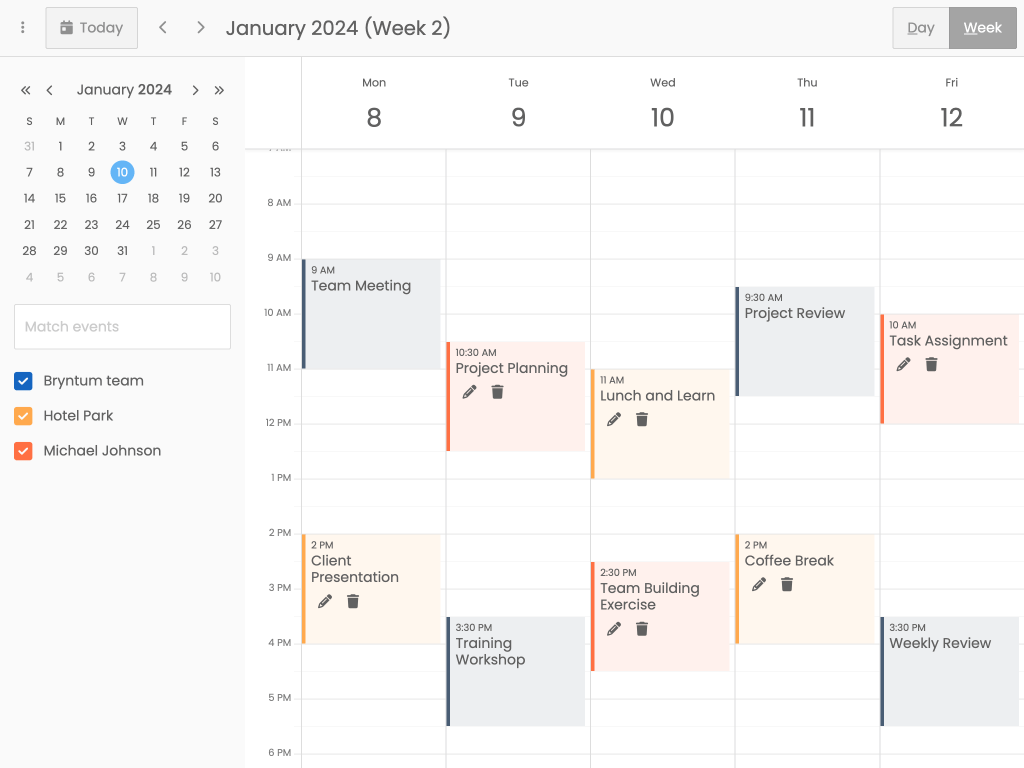 Today
January 2024 (Week 2)
Day
Week
January 2024
S M T W T F S
31 1 2 3 4 5 6
7 8 9 10 11 12 13
14 15 16 17 18 19 20
21 22 23 24 25 26 27
28 29 30 31 1 2 3
4 5 6 7 8 9 10
Match events
Bryntum team
Hotel Park
Michael Johnson
Mon Tue Wed Thu Fri
8 9 10 11 12
8 AM
9 AM
10 AM
11 AM
12 PM
1 PM
2 PM
3 PM
4 PM
5 PM
6 PM
9 AM
Team Meeting
2 PM
Client
Presentation
10:30 AM
Project Planning
3:30 PM
Training
Workshop
11 AM
Lunch and Learn
2:30 PM
Team Building
Exercise
9:30 AM
Project Review
2 PM
Coffee Break
10 AM
Task Assignment
3:30 PM
Weekly Review